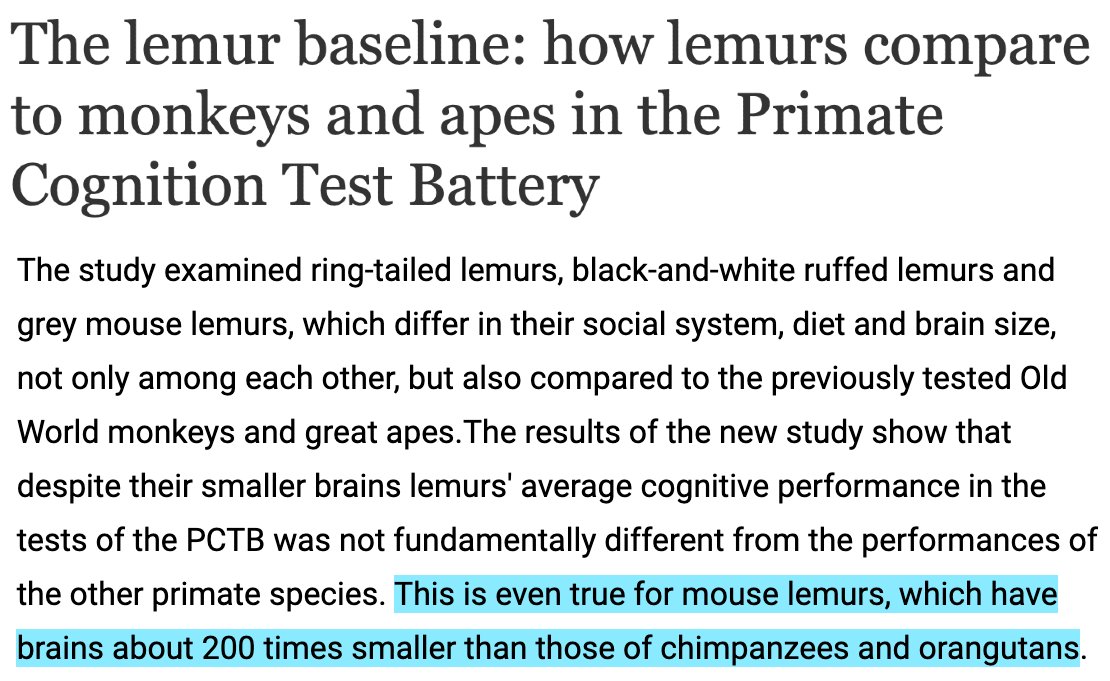 The lemur baseline: how lemurs compare
to monkeys and apes in the Primate
Cognition Test Battery
The study examined ring-tailed lemurs, black-and-white ruffed lemurs and
grey mouse lemurs, which differ in their social system, diet and brain size,
not only among each other, but also compared to the previously tested Old
World monkeys and great apes.The results of the new study show that
despite their smaller brains lemurs' average cognitive performance in the
tests of the PCTB was not fundamentally different from the performances of
the other primate species. This is even true for mouse lemurs, which have
brains about 200 times smaller than those of chimpanzees and orangutans.